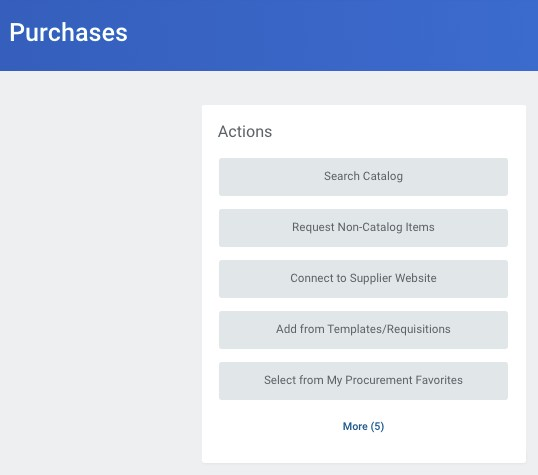 Purchases
Actions
Search Catalog
Request Non-Catalog Items
Connect to Supplier Website
Add from Templates/Requisitions
Select from My Procurement Favorites
More (5)